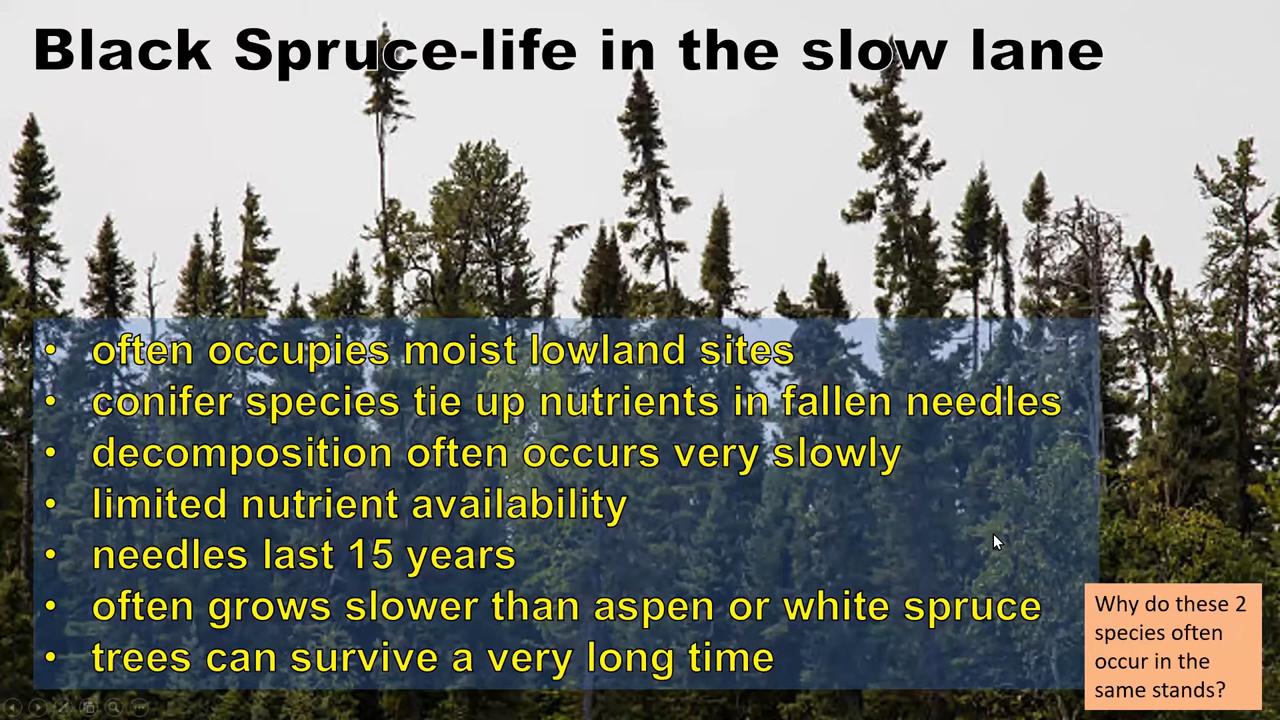 Black Spruce-life in the slow lane
• often occupies moist lowland sites
• conifer species tie up nutrients in fallen needles
• decomposition often occurs very slowly
• limited nutrient availability
• needles last 15 years
• often grows slower than aspen or white spruce
• trees can survive a very long time
Why do these 2
species often
occur in the
same stands?